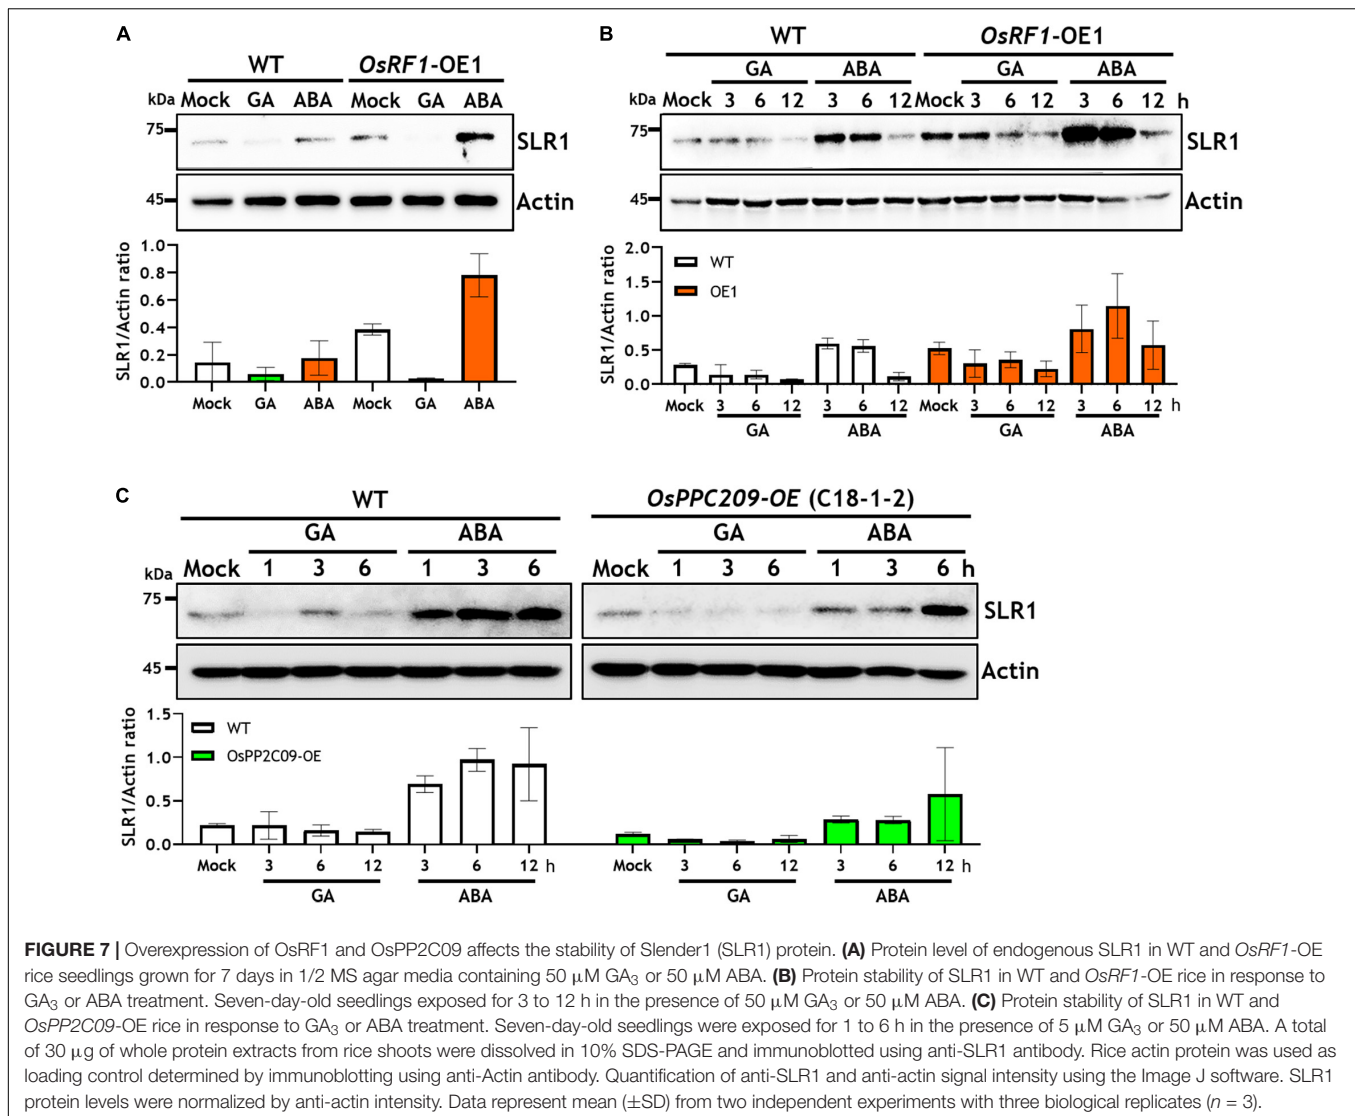 A
WT OsRF1-OE1
kDa Mock GA ABA Mock GA ABA
75 SLR1
45 Actin
SLR1/Actin ratio
1.0
0.8
0.6
0.4
0.2
0.0
Mock GA ABA Mock GA ABA
B
WT OsRF1-OE1
GA ABA GA ABA
kDa Mock 3 6 12 3 6 12 Mock 3 6 12 3 6 12 h
75 SLR1
45 Actin
SLR1/Actin ratio
2.0
1.5
1.0
0.5
0.0
WT
OE1
Mock 3 6 12 3 6 12 Mock 3 6 12 3 6 12 h
GA ABA GA ABA
C
WT OsPPC209-OE (C18-1-2)
GA ABA GA ABA
kDa Mock 1 3 6 1 3 6 Mock 1 3 6 1 3 6 h
75 SLR1
45 Actin
SLR1/Actin ratio
1.5
1.0
0.5
0.0
WT
OsPP2C09-OE
Mock 3 6 12 3 6 12 h Mock 3 6 12 3 6 12 h
GA ABA GA ABA
FIGURE 7 | Overexpression of OsRF1 and OsPP2C09 affects the stability of Slender1 (SLR1) protein. (A) Protein level of endogenous SLR1 in WT and OsRF1-OE
rice seedlings grown for 7 days in 1/2 MS agar media containing 50 μM GA₃ or 50 μM ABA. (B) Protein stability of SLR1 in WT and OsRF1-OE rice in response to
GA₃ or ABA treatment. Seven-day-old seedlings exposed for 3 to 12 h in the presence of 50 μM GA₃ or 50 μM ABA. (C) Protein stability of SLR1 in WT and
OsPP2C09-OE rice in response to GA₃ or ABA treatment. Seven-day-old seedlings were exposed for 1 to 6 h in the presence of 5 μM GA₃ or 50 μM ABA. A total
of 30 μg of whole protein extracts from rice shoots were dissolved in 10% SDS-PAGE and immunoblotted using anti-SLR1 antibody. Rice actin protein was used as
loading control determined by immunoblotting using anti-Actin antibody. Quantification of anti-SLR1 and anti-actin signal intensity using the Image J software. SLR1
protein levels were normalized by anti-actin intensity. Data represent mean (±SD) from two independent experiments with three biological replicates (n = 3).